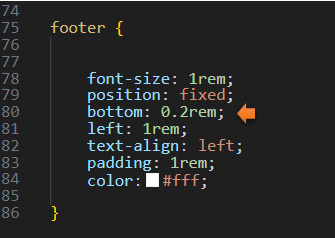 74
75 footer {
76
77
78 font-size: 1rem;
79 position: fixed;
80 bottom: 0.2rem;
81 left: 1rem;
82 text-align: left;
83 padding: 1rem;
84 color: #fff;
85
86 }